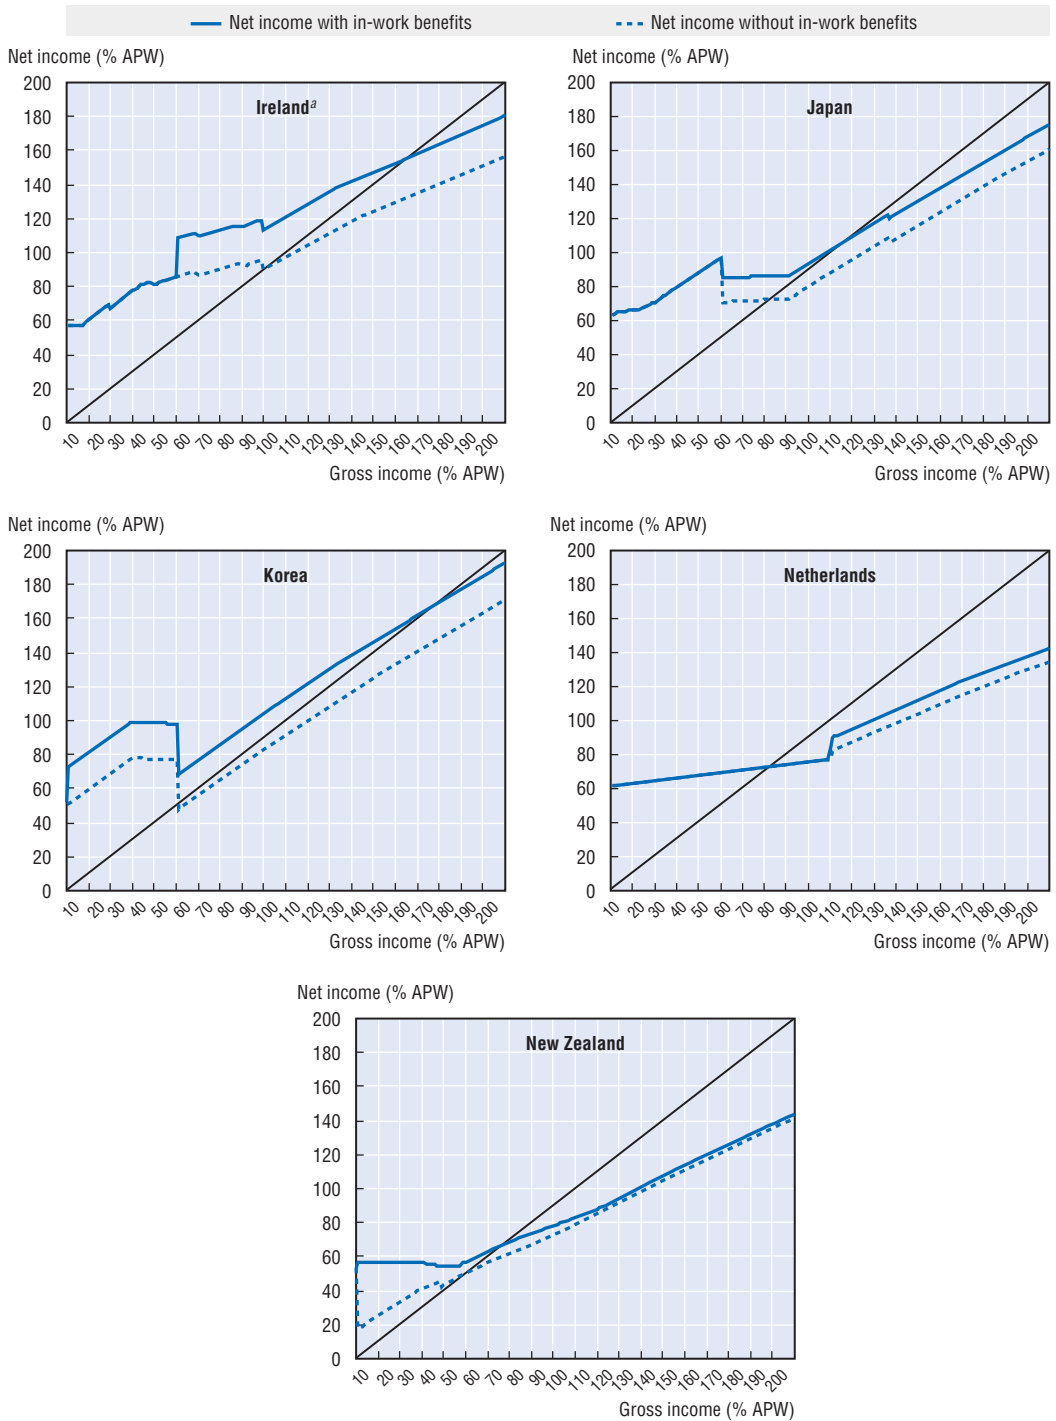 Net income with in-work benefits Net income without in-work benefits
Net income (% APW) Net income (% APW)
Ireland a
200
180
160
140
120
100
80
60
40
20
0
10 20 30 40 50 60 70 80 90 100 110 120 130 140 150 160 170 180 190 200
Gross income (% APW)
Japan
200
180
160
140
120
100
80
60
40
20
0
10 20 30 40 50 60 70 80 90 100 110 120 130 140 150 160 170 180 190 200
Gross income (% APW)
Net income (% APW) Net income (% APW)
Korea
200
180
160
140
120
100
80
60
40
20
0
10 20 30 40 50 60 70 80 90 100 110 120 130 140 150 160 170 180 190 200
Gross income (% APW)
Netherlands
200
180
160
140
120
100
80
60
40
20
0
10 20 30 40 50 60 70 80 90 100 110 120 130 140 150 160 170 180 190 200
Gross income (% APW)
Net income (% APW)
New Zealand
200
180
160
140
120
100
80
60
40
20
0
10 20 30 40 50 60 70 80 90 100 110 120 130 140 150 160 170 180 190 200
Gross income (% APW)